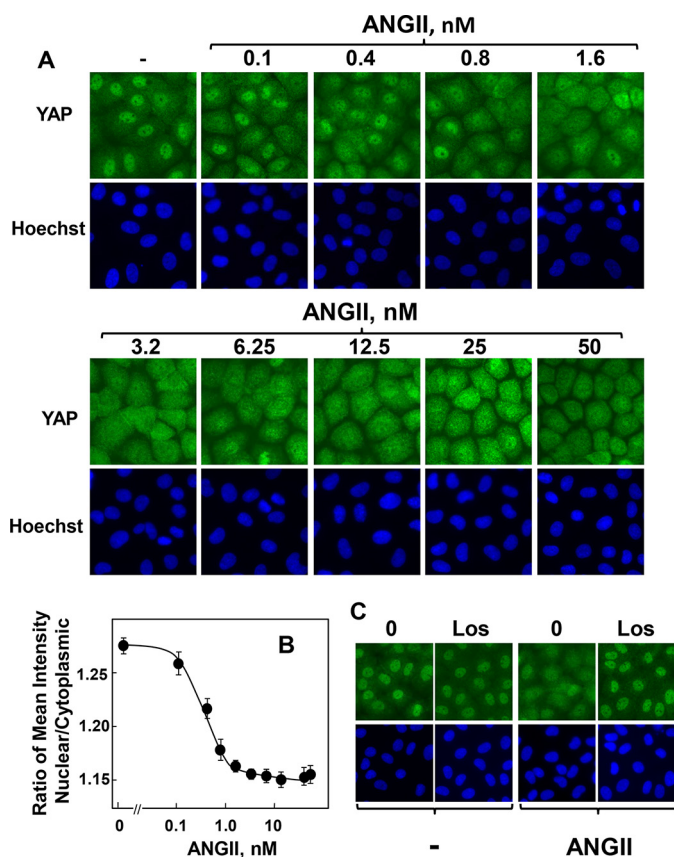 ANGII, nM
A
- 0.1 0.4 0.8 1.6
YAP
Hoechst
ANGII, nM
3.2 6.25 12.5 25 50
YAP
Hoechst
B
Ratio of Mean Intensity
Nuclear/Cytoplasmic
1.25
1.20
1.15
0 // 0.1 1.0 10
ANGII, nM
C
0 Los 0 Los
- ANGII